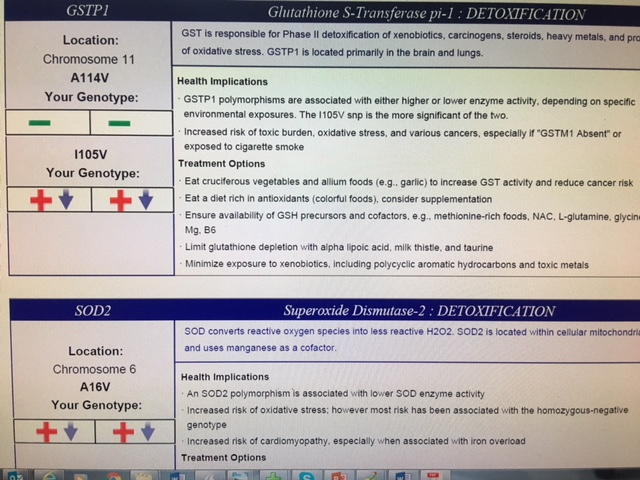 GSTP1
Glutathione S-Transferase pi-1 : DETOXIFICATION
Location:
Chromosome 11
A114V
Your Genotype:
I105V
Your Genotype:
GST is responsible for Phase II detoxification of xenobiotics, carcinogens, steroids, heavy metals, and pro
of oxidative stress. GSTP1 is located primarily in the brain and lungs.
Health Implications
· GSTP1 polymorphisms are associated with either higher or lower enzyme activity, depending on specific
environmental exposures. The I105V snp is the more significant of the two.
· Increased risk of toxic burden, oxidative stress, and various cancers, especially if "GSTM1 Absent" or
exposed to cigarette smoke
Treatment Options
· Eat cruciferous vegetables and allium foods (e.g., garlic) to increase GST activity and reduce cancer risk
· Eat a diet rich in antioxidants (colorful foods), consider supplementation
· Ensure availability of GSH precursors and cofactors, e.g., methionine-rich foods, NAC, L-glutamine, glycine
Mg, B6
· Limit glutathione depletion with alpha lipoic acid, milk thistle, and taurine
· Minimize exposure to xenobiotics, including polycyclic aromatic hydrocarbons and toxic metals
SOD2
Superoxide Dismutase-2 : DETOXIFICATION
Location:
Chromosome 6
A16V
Your Genotype:
SOD converts reactive oxygen species into less reactive H2O2. SOD2 is located within cellular mitochondria
and uses manganese as a cofactor.
Health Implications
· An SOD2 polymorphism is associated with lower SOD enzyme activity
· Increased risk of oxidative stress; however most risk has been associated with the homozygous-negative
genotype
· Increased risk of cardiomyopathy, especially when associated with iron overload
Treatment Options